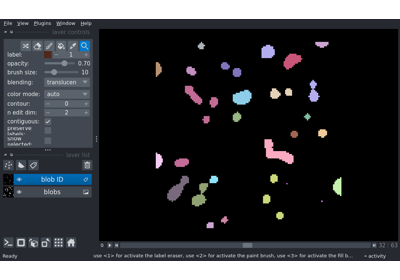 File View Plugins Window Help
layer controls
label: 1
opacity: 0.70
brush size: 10
blending: translucen
color mode: auto
contour: 0
n edit dim: 2
contiguous:
preserve labels:
show selected:
layer list
blob ID
blobs
0 32 63
Ready use <1> for activate the label eraser, use <2> for activate the paint brush, use <3> for activate the fill b... activity